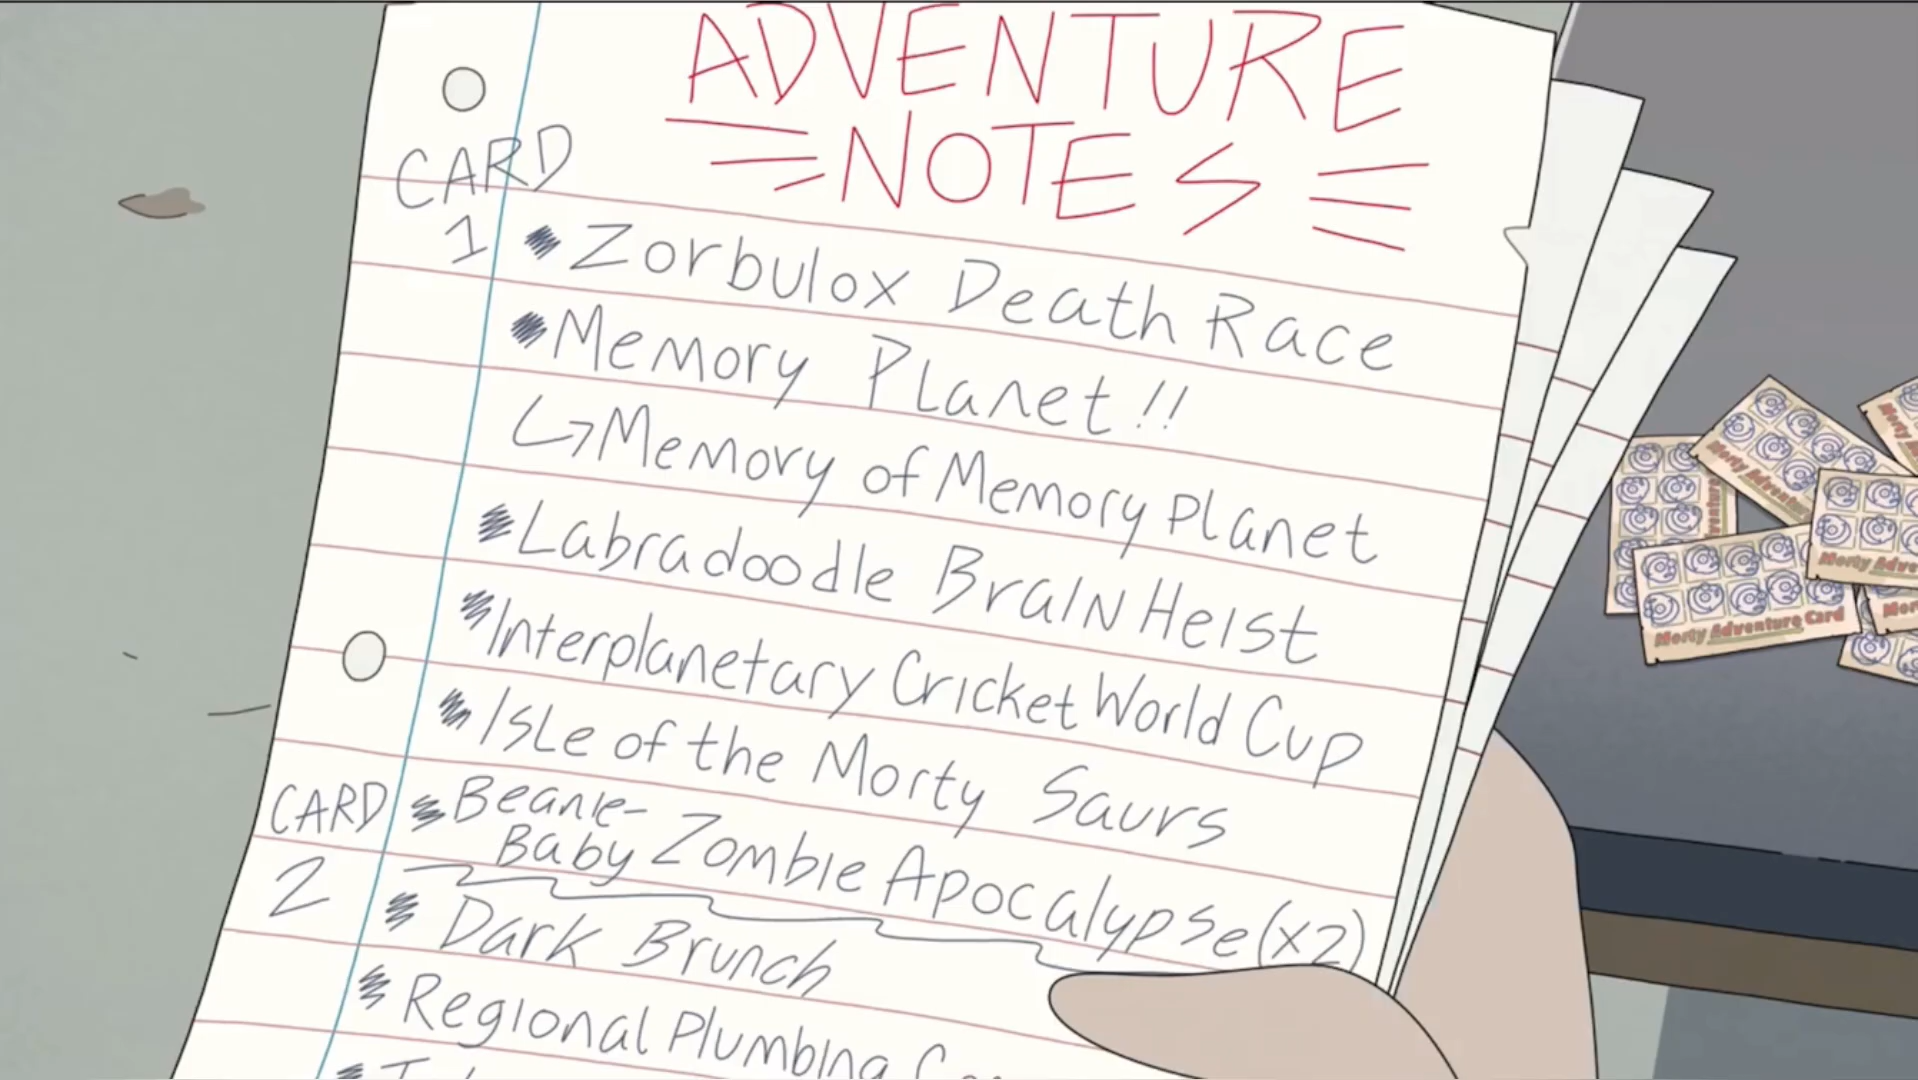 ADVENTURE
NOTES
CARD
1
Zorbulox Death Race
Memory Planet!!
Memory of Memory Planet
Labradoodle Brain Heist
Interplanetary Cricket World Cup
Isle of the Morty Saurs
CARD
2
Beanie-
Baby Zombie Apocalypse (x2)
Dark Brunch
Regional Plumbing
Morty Adventure Card